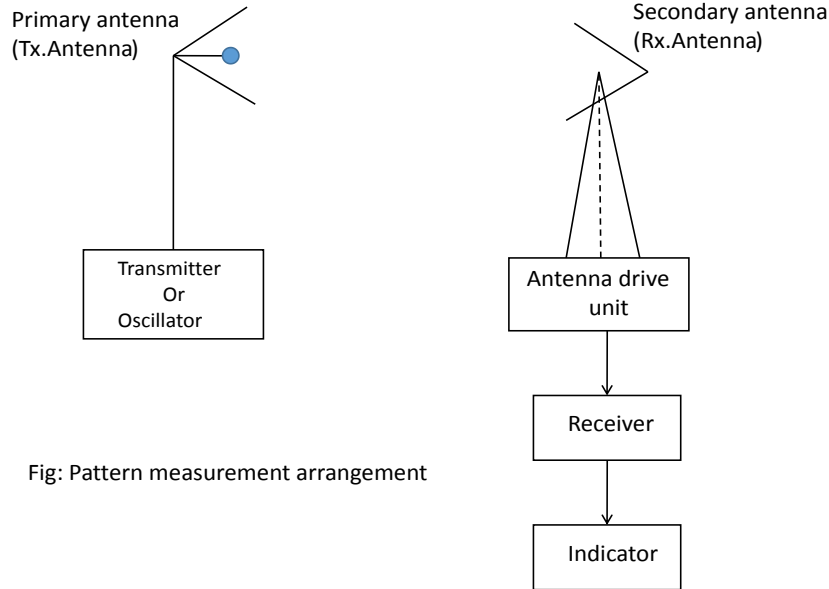 Primary antenna
(Tx.Antenna)
Secondary antenna
(Rx.Antenna)
Transmitter
Or
Oscillator
Antenna drive
unit
Receiver
Fig: Pattern measurement arrangement
Indicator